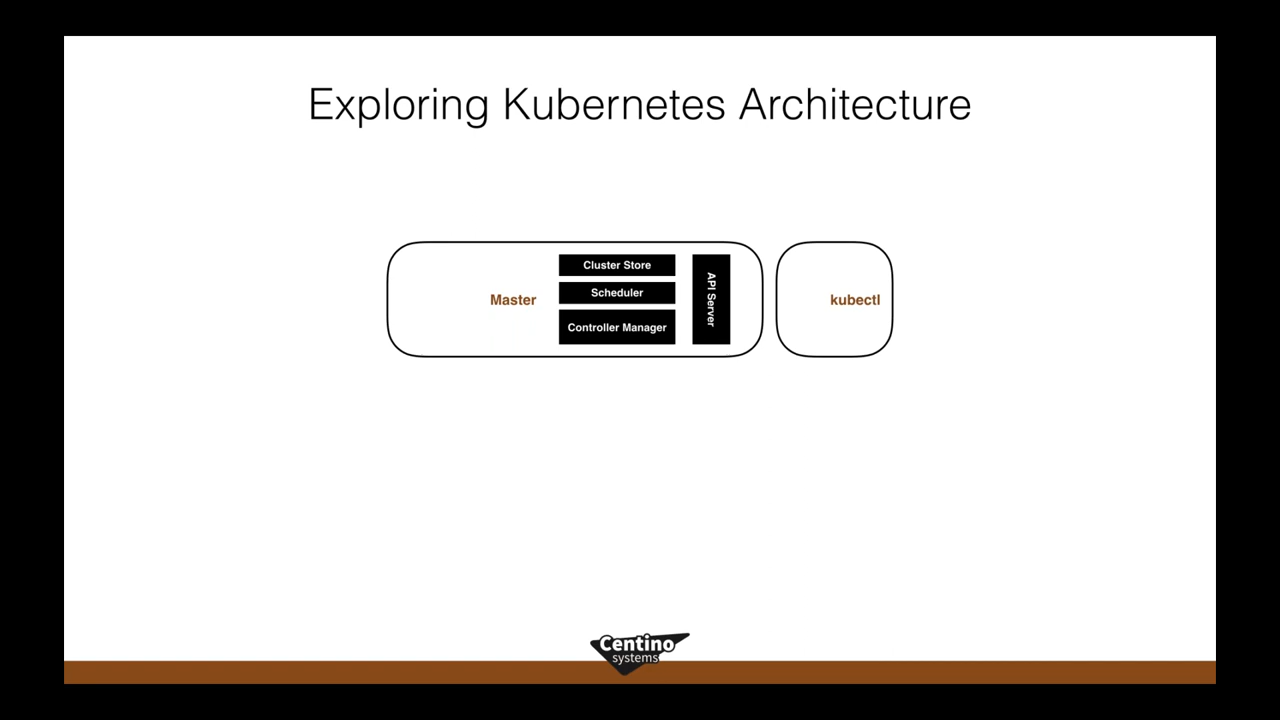 Exploring Kubernetes Architecture
Master
Cluster Store
Scheduler
Controller Manager
API Server
kubectl
Centino
systems